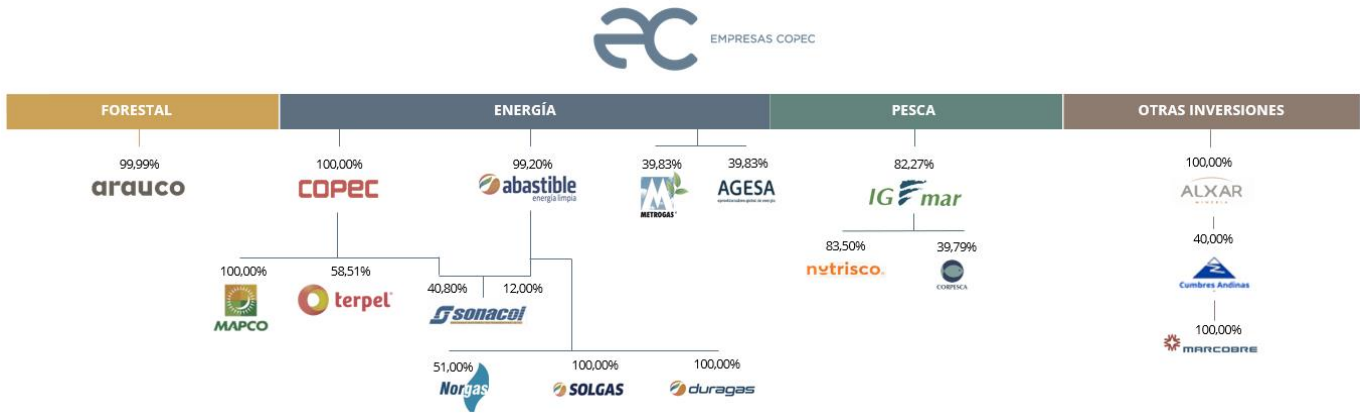 EMPRESAS COPEC
FORESTAL
ENERGÍA
PESCA
OTRAS INVERSIONES
99,99%
arauco
100,00%
COPEC
99,20%
abastible
energía limpia
39,83%
METROGAS
39,83%
AGESA
82,27%
IG mar
100,00%
ALXAR
MINERIA
100,00%
MAPCO
58,51%
terpel
40,80%
12,00%
sonacol
83,50%
nutrisco
39,79%
CORPESCA
40,00%
Cumbres Andinas
51,00%
Norgas
100,00%
SOLGAS
100,00%
duragas
100,00%
MARCOBRE